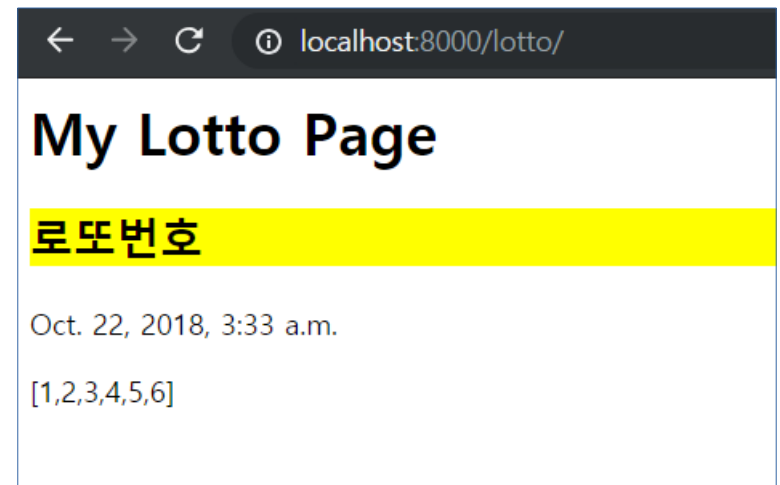 localhost:8000/lotto/
My Lotto Page
로또번호
Oct. 22, 2018, 3:33 a.m.
[1,2,3,4,5,6]